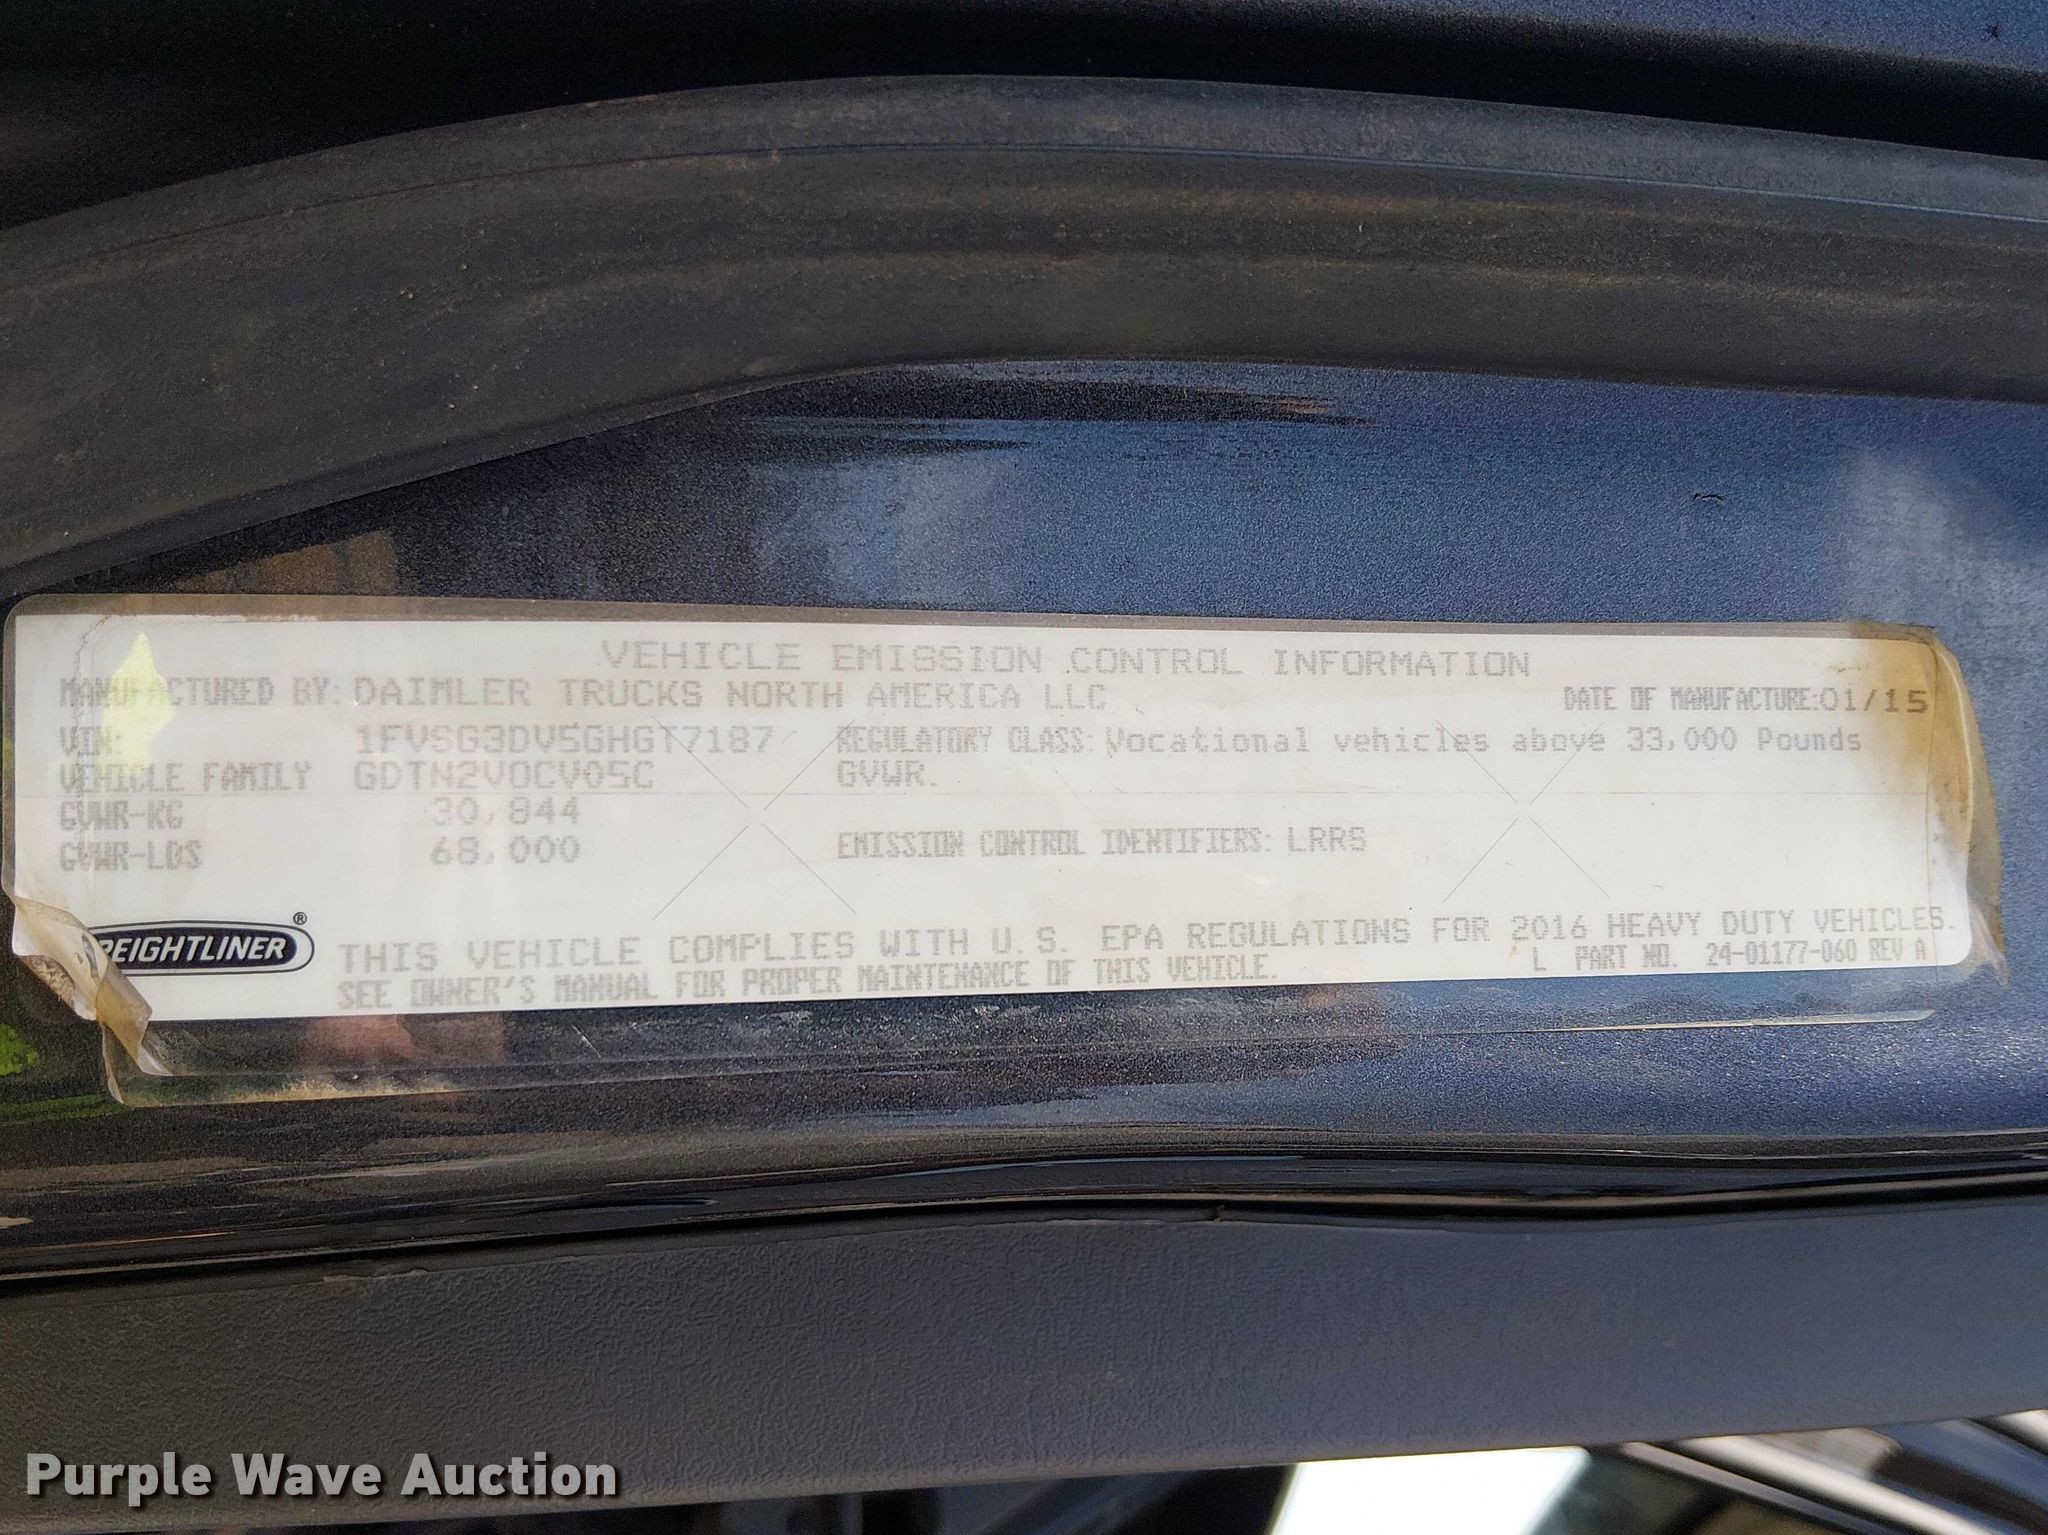 VEHICLE EMISSION CONTROL INFORMATION
MANUFACTURED BY: DAIMLER TRUCKS NORTH AMERICA LLC DATE OF MANUFACTURE: 01/15
VIN: 1FVSG3DV5GHGT7187 REGULATORY CLASS: Vocational vehicles above 33,000 Pounds
VEHICLE FAMILY GDTN2VOCV05C GVWR.
GVWR-KG 30,844
GVWR-LBS 68,000 EMISSION CONTROL IDENTIFIERS: LRR5
FREIGHTLINER ®
THIS VEHICLE COMPLIES WITH U.S. EPA REGULATIONS FOR 2016 HEAVY DUTY VEHICLES.
SEE OWNER'S MANUAL FOR PROPER MAINTENANCE OF THIS VEHICLE. L PART NO. 24-01177-060 REV A
Purple Wave Auction